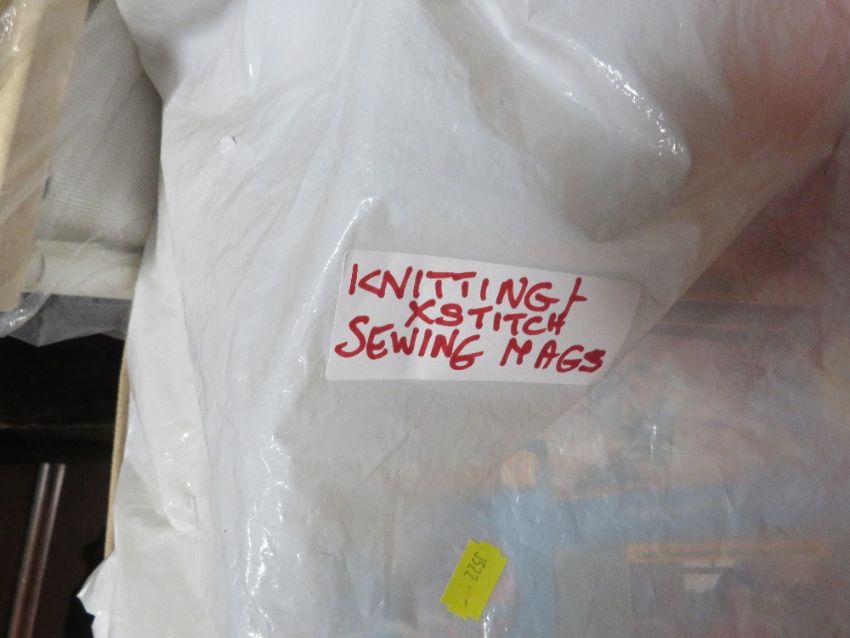 KNITTING +
XSTITCH
SEWING MAGS